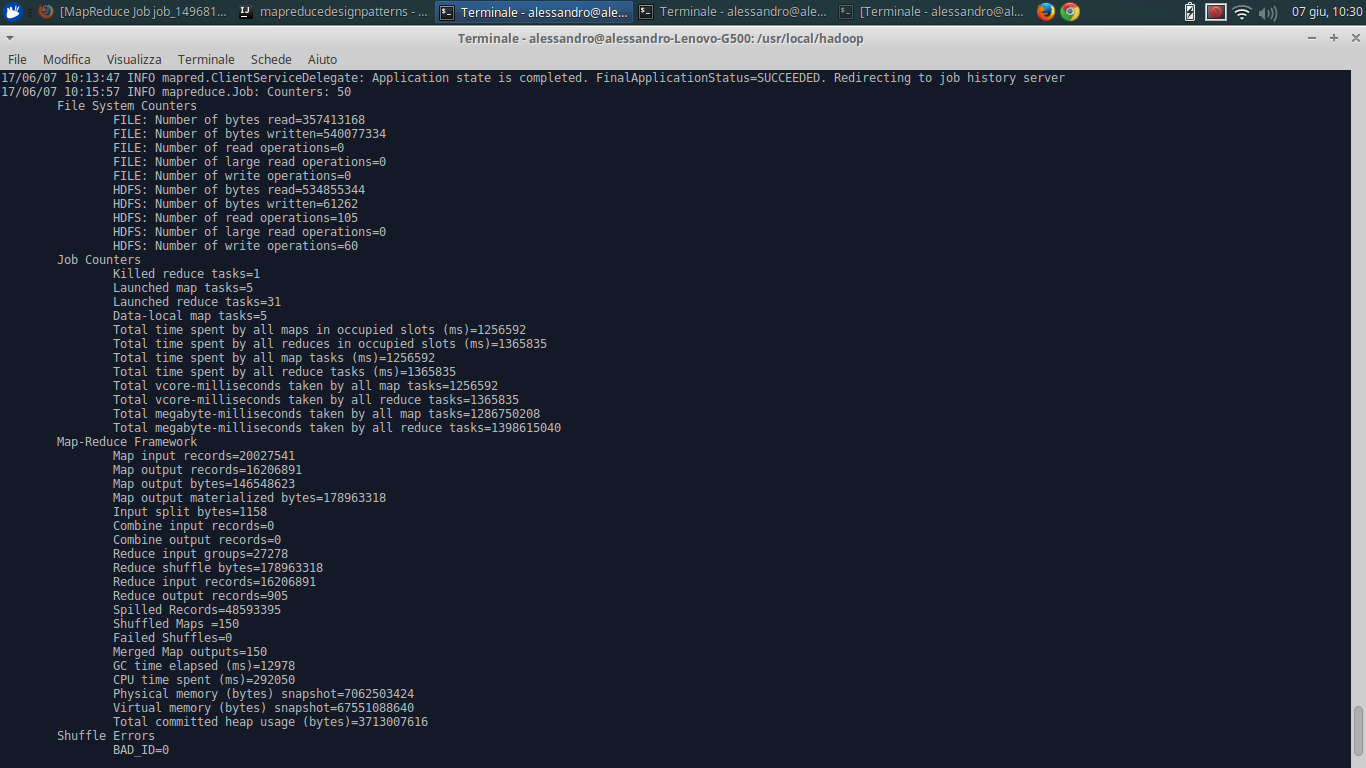 [MapReduce Job job_149681...
mapreducedesignpatterns - ...
Terminale - alessandro@ale...
Terminale - alessandro@ale...
[Terminale - alessandro@al...
07 giu, 10:30
Terminale - alessandro@alessandro-Lenovo-G500: /usr/local/hadoop
File Modifica Visualizza Terminale Schede Aiuto
17/06/07 10:13:47 INFO mapred.ClientServiceDelegate: Application state is completed. FinalApplicationStatus=SUCCEEDED. Redirecting to job history server
17/06/07 10:15:57 INFO mapreduce.Job: Counters: 50
File System Counters
FILE: Number of bytes read=357413168
FILE: Number of bytes written=540077334
FILE: Number of read operations=0
FILE: Number of large read operations=0
FILE: Number of write operations=0
HDFS: Number of bytes read=534855344
HDFS: Number of bytes written=61262
HDFS: Number of read operations=105
HDFS: Number of large read operations=0
HDFS: Number of write operations=60
Job Counters
Killed reduce tasks=1
Launched map tasks=5
Launched reduce tasks=31
Data-local map tasks=5
Total time spent by all maps in occupied slots (ms)=1256592
Total time spent by all reduces in occupied slots (ms)=1365835
Total time spent by all map tasks (ms)=1256592
Total time spent by all reduce tasks (ms)=1365835
Total vcore-milliseconds taken by all map tasks=1256592
Total vcore-milliseconds taken by all reduce tasks=1365835
Total megabyte-milliseconds taken by all map tasks=1286750208
Total megabyte-milliseconds taken by all reduce tasks=1398615040
Map-Reduce Framework
Map input records=20027541
Map output records=16206891
Map output bytes=146548623
Map output materialized bytes=178963318
Input split bytes=1158
Combine input records=0
Combine output records=0
Reduce input groups=27278
Reduce shuffle bytes=178963318
Reduce input records=16206891
Reduce output records=905
Spilled Records=48593395
Shuffled Maps =150
Failed Shuffles=0
Merged Map outputs=150
GC time elapsed (ms)=12978
CPU time spent (ms)=292050
Physical memory (bytes) snapshot=7062503424
Virtual memory (bytes) snapshot=67551088640
Total committed heap usage (bytes)=3713007616
Shuffle Errors
BAD_ID=0